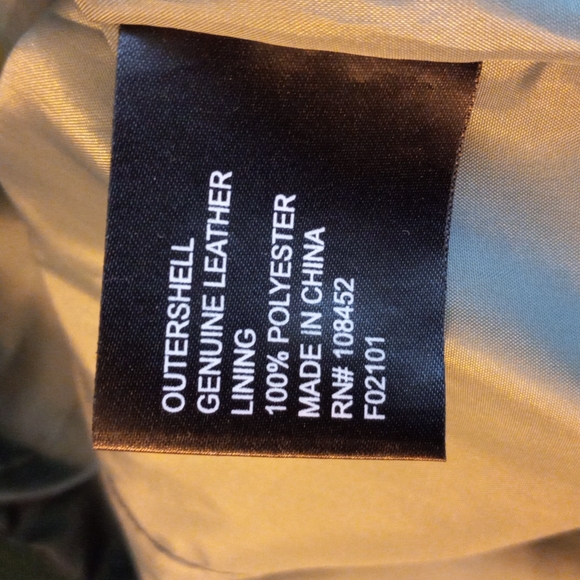 OUTERSHELL
GENUINE LEATHER
LINING
100% POLYESTER
MADE IN CHINA
RN# 108452
F02101